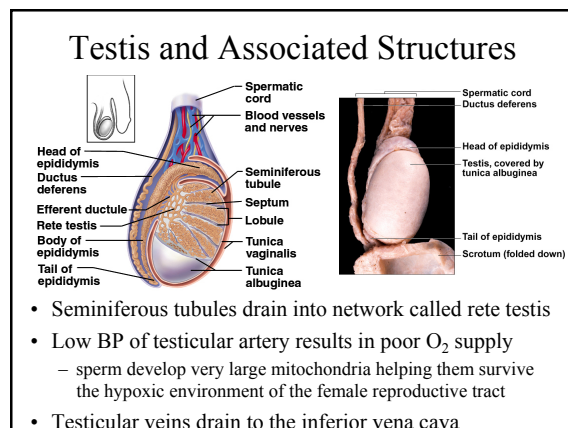 Testis and Associated Structures
Spermatic
cord
Blood vessels
and nerves
Head of
epididymis
Ductus
deferens
Efferent ductule
Rete testis
Body of
epididymis
Tail of
epididymis
Seminiferous
tubule
Septum
Lobule
Tunica
vaginalis
Tunica
albuginea
Spermatic cord
Ductus deferens
Head of epididymis
Testis, covered by
tunica albuginea
Tail of epididymis
Scrotum (folded down)
• Seminiferous tubules drain into network called rete testis
• Low BP of testicular artery results in poor O₂ supply
– sperm develop very large mitochondria helping them survive
the hypoxic environment of the female reproductive tract
• Testicular veins drain to the inferior vena cava